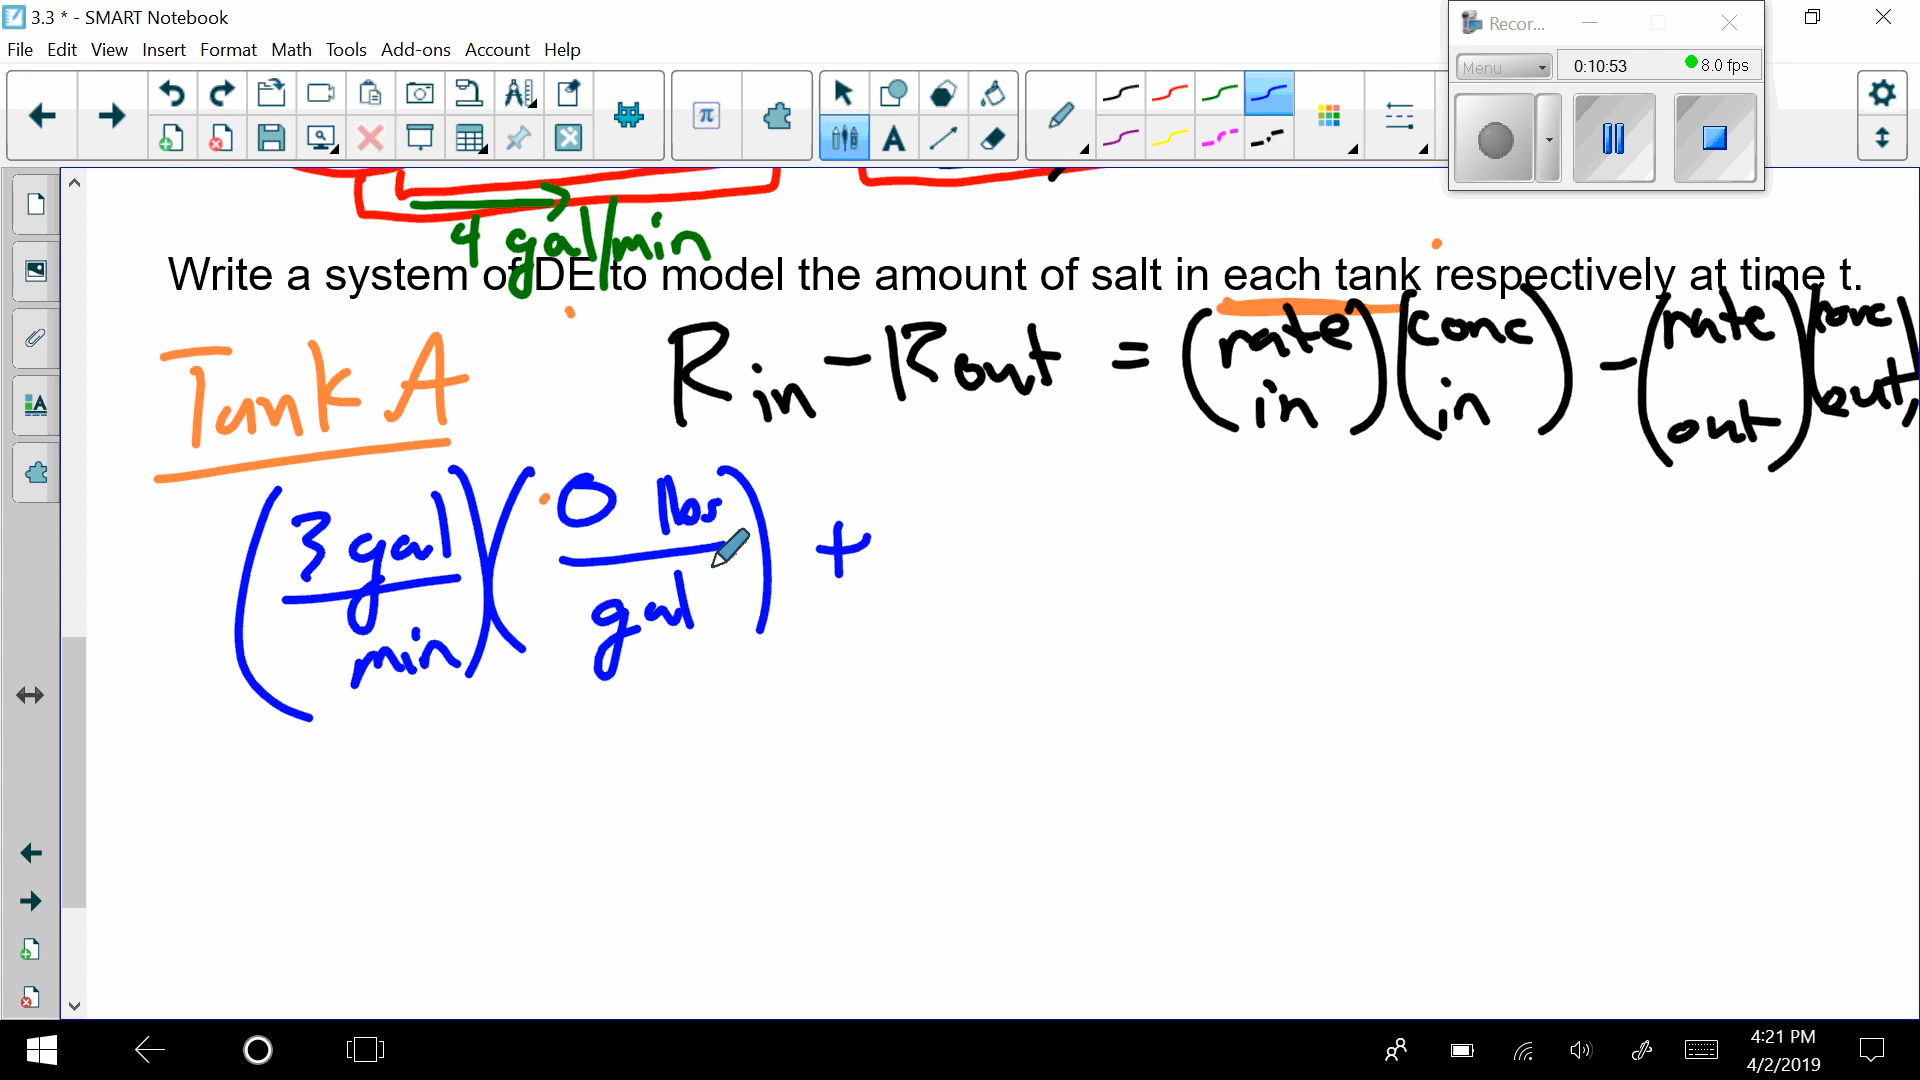 3.3 * - SMART Notebook
Recor...
File Edit View Insert Format Math Tools Add-ons Account Help
Menu 0:10:53 8.0 fps
π
A
4 gal/min
Write a system of DE to model the amount of salt in each tank respectively at time t.
Tank A
R in - R out = (rate in)(conc in) - (rate out)(conc out)
(3 gal / min)(0 lbs / gal) +
4:21 PM
4/2/2019